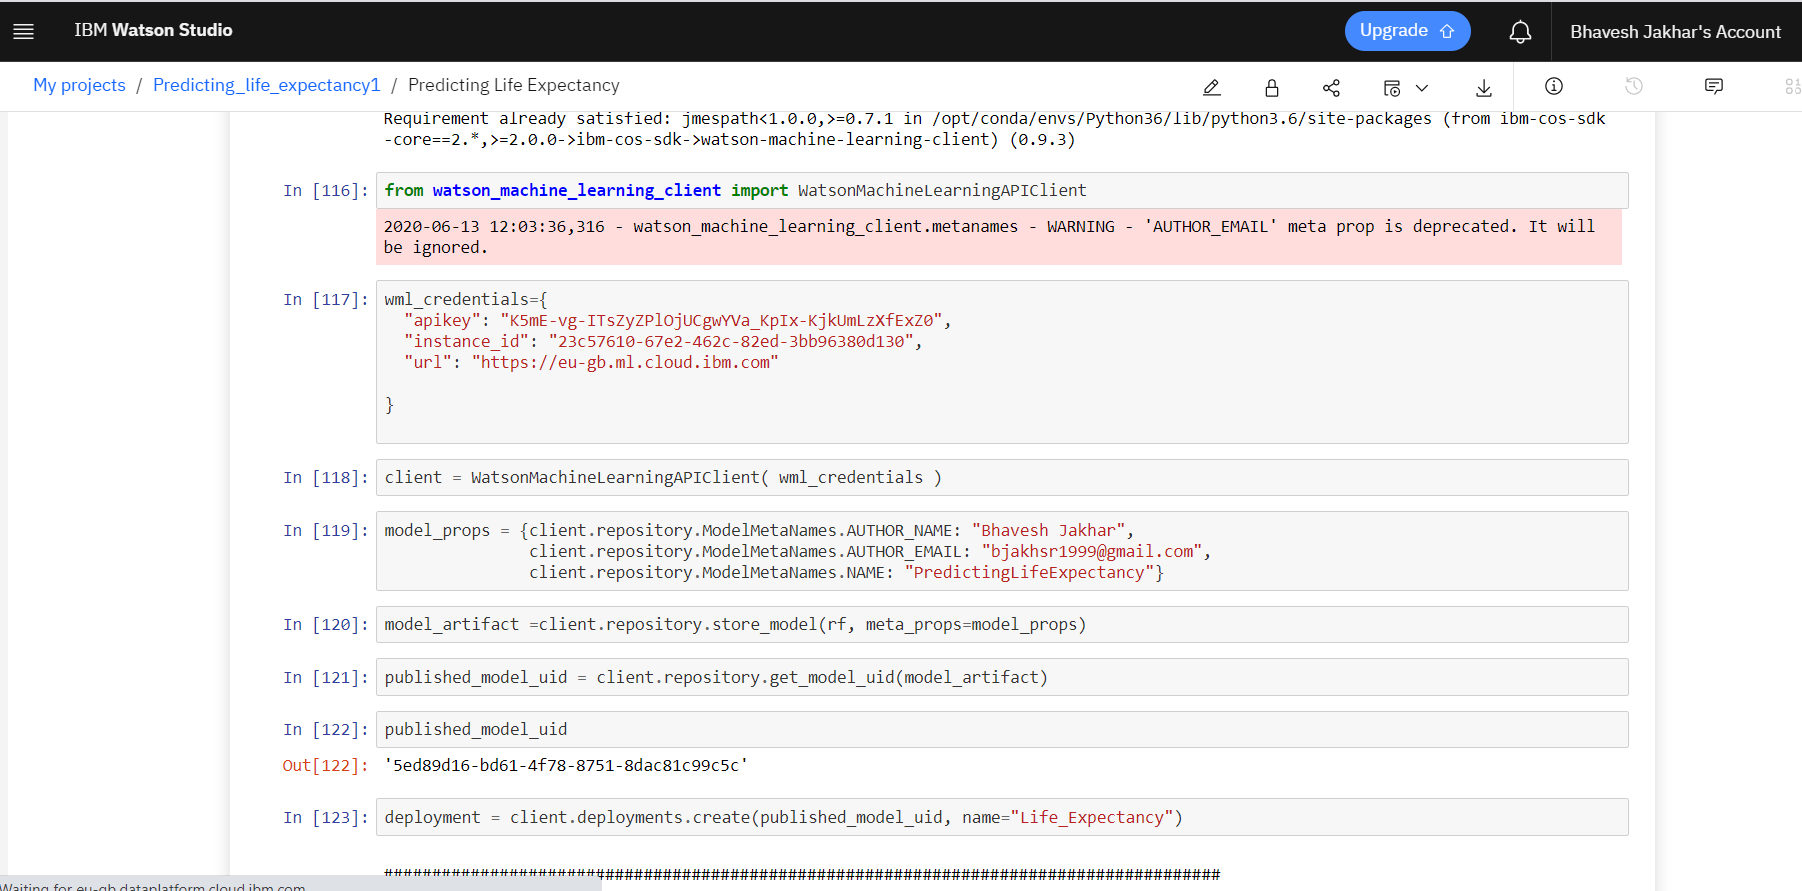 IBM Watson Studio
Upgrade
Bhavesh Jakhar's Account
My projects / Predicting_life_expectancy1 / Predicting Life Expectancy
Requirement already satisfied: jmespath<1.0.0,>=0.7.1 in /opt/conda/envs/Python36/lib/python3.6/site-packages (from ibm-cos-sdk
-core==2.*,>=2.0.0->ibm-cos-sdk->watson-machine-learning-client) (0.9.3)
In [116]: from watson_machine_learning_client import WatsonMachineLearningAPIClient
2020-06-13 12:03:36,316 - watson_machine_learning_client.metanames - WARNING - 'AUTHOR_EMAIL' meta prop is deprecated. It will
be ignored.
In [117]: wml_credentials={
"apikey": "K5mE-vg-ITsZyZPlOjUCgwYVa_KpIx-KjkUmLzXfExZ0",
"instance_id": "23c57610-67e2-462c-82ed-3bb96380d130",
"url": "https://eu-gb.ml.cloud.ibm.com"
}
In [118]: client = WatsonMachineLearningAPIClient( wml_credentials )
In [119]: model_props = {client.repository.ModelMetaNames.AUTHOR_NAME: "Bhavesh Jakhar",
client.repository.ModelMetaNames.AUTHOR_EMAIL: "bjakhsr1999@gmail.com",
client.repository.ModelMetaNames.NAME: "PredictingLifeExpectancy"}
In [120]: model_artifact =client.repository.store_model(rf, meta_props=model_props)
In [121]: published_model_uid = client.repository.get_model_uid(model_artifact)
In [122]: published_model_uid
Out[122]: '5ed89d16-bd61-4f78-8751-8dac81c99c5c'
In [123]: deployment = client.deployments.create(published_model_uid, name="Life_Expectancy")
#######################################################################################
Waiting for eu-gb.dataplatform.cloud.ibm.com